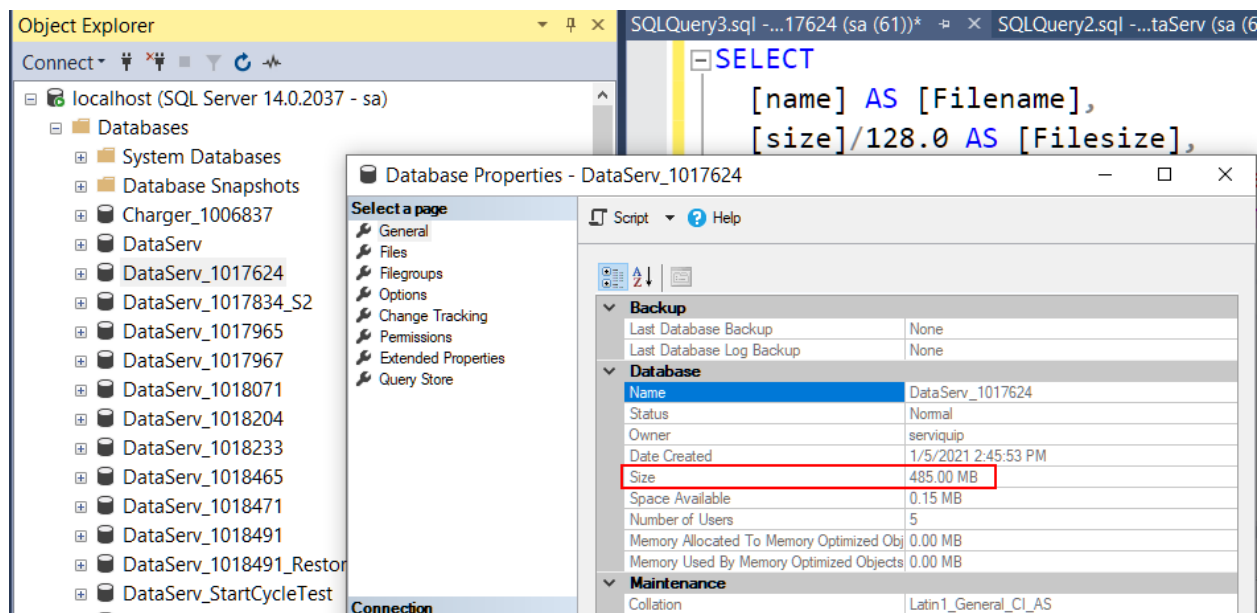 Object Explorer
Connect
localhost (SQL Server 14.0.2037 - sa)
Databases
System Databases
Database Snapshots
Charger_1006837
DataServ
DataServ_1017624
DataServ_1017834_S2
DataServ_1017965
DataServ_1017967
DataServ_1018071
DataServ_1018204
DataServ_1018233
DataServ_1018465
DataServ_1018471
DataServ_1018491
DataServ_1018491_Restor
DataServ_StartCycleTest
SQLQuery3.sql -...17624 (sa (61))* SQLQuery2.sql -...taServ (sa (6
SELECT
[name] AS [Filename],
[size]/128.0 AS [Filesize],
Database Properties - DataServ_1017624
Select a page
General
Files
Filegroups
Options
Change Tracking
Permissions
Extended Properties
Query Store
Connection
Script Help
Backup
Last Database Backup None
Last Database Log Backup None
Database
Name DataServ_1017624
Status Normal
Owner serviquip
Date Created 1/5/2021 2:45:53 PM
Size 485.00 MB
Space Available 0.15 MB
Number of Users 5
Memory Allocated To Memory Optimized Obj 0.00 MB
Memory Used By Memory Optimized Objects 0.00 MB
Maintenance
Collation Latin1_General_CI_AS